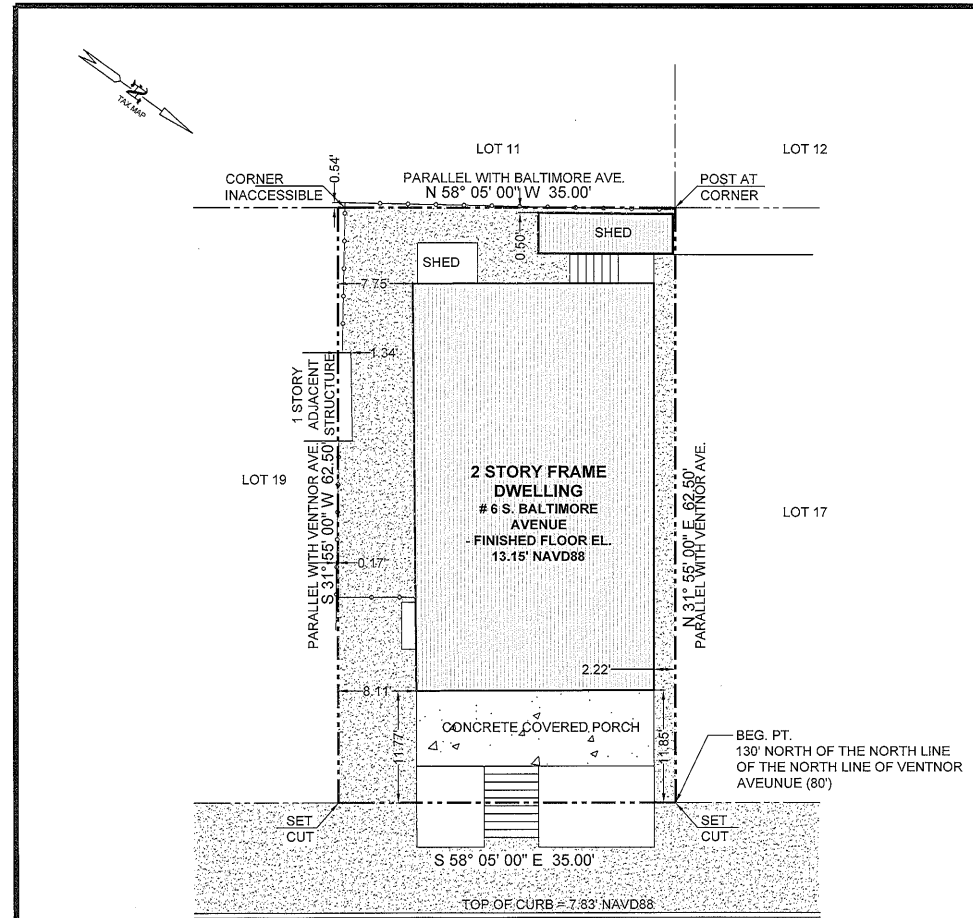 N
TAX MAP
LOT 11
LOT 12
0.54'
CORNER
INACCESSIBLE
PARALLEL WITH BALTIMORE AVE.
N 58° 05' 00" W 35.00'
POST AT
CORNER
SHED
0.50'
SHED
7.75'
1.34'
1 STORY
ADJACENT
STRUCTURE
LOT 19
PARALLEL WITH VENTNOR AVE.
S 31° 55' 00" W 62.50'
2 STORY FRAME
DWELLING
# 6 S. BALTIMORE
AVENUE
- FINISHED FLOOR EL.
13.15' NAVD88
N 31° 55' 00" E 62.50'
PARALLEL WITH VENTNOR AVE.
LOT 17
0.17'
2.22'
8.11'
11.77'
CONCRETE COVERED PORCH
11.85'
BEG. PT.
130' NORTH OF THE NORTH LINE
OF THE NORTH LINE OF VENTNOR
AVEUNUE (80')
SET
CUT
SET
CUT
S 58° 05' 00" E 35.00'
TOP OF CURB = 7.83' NAVD88